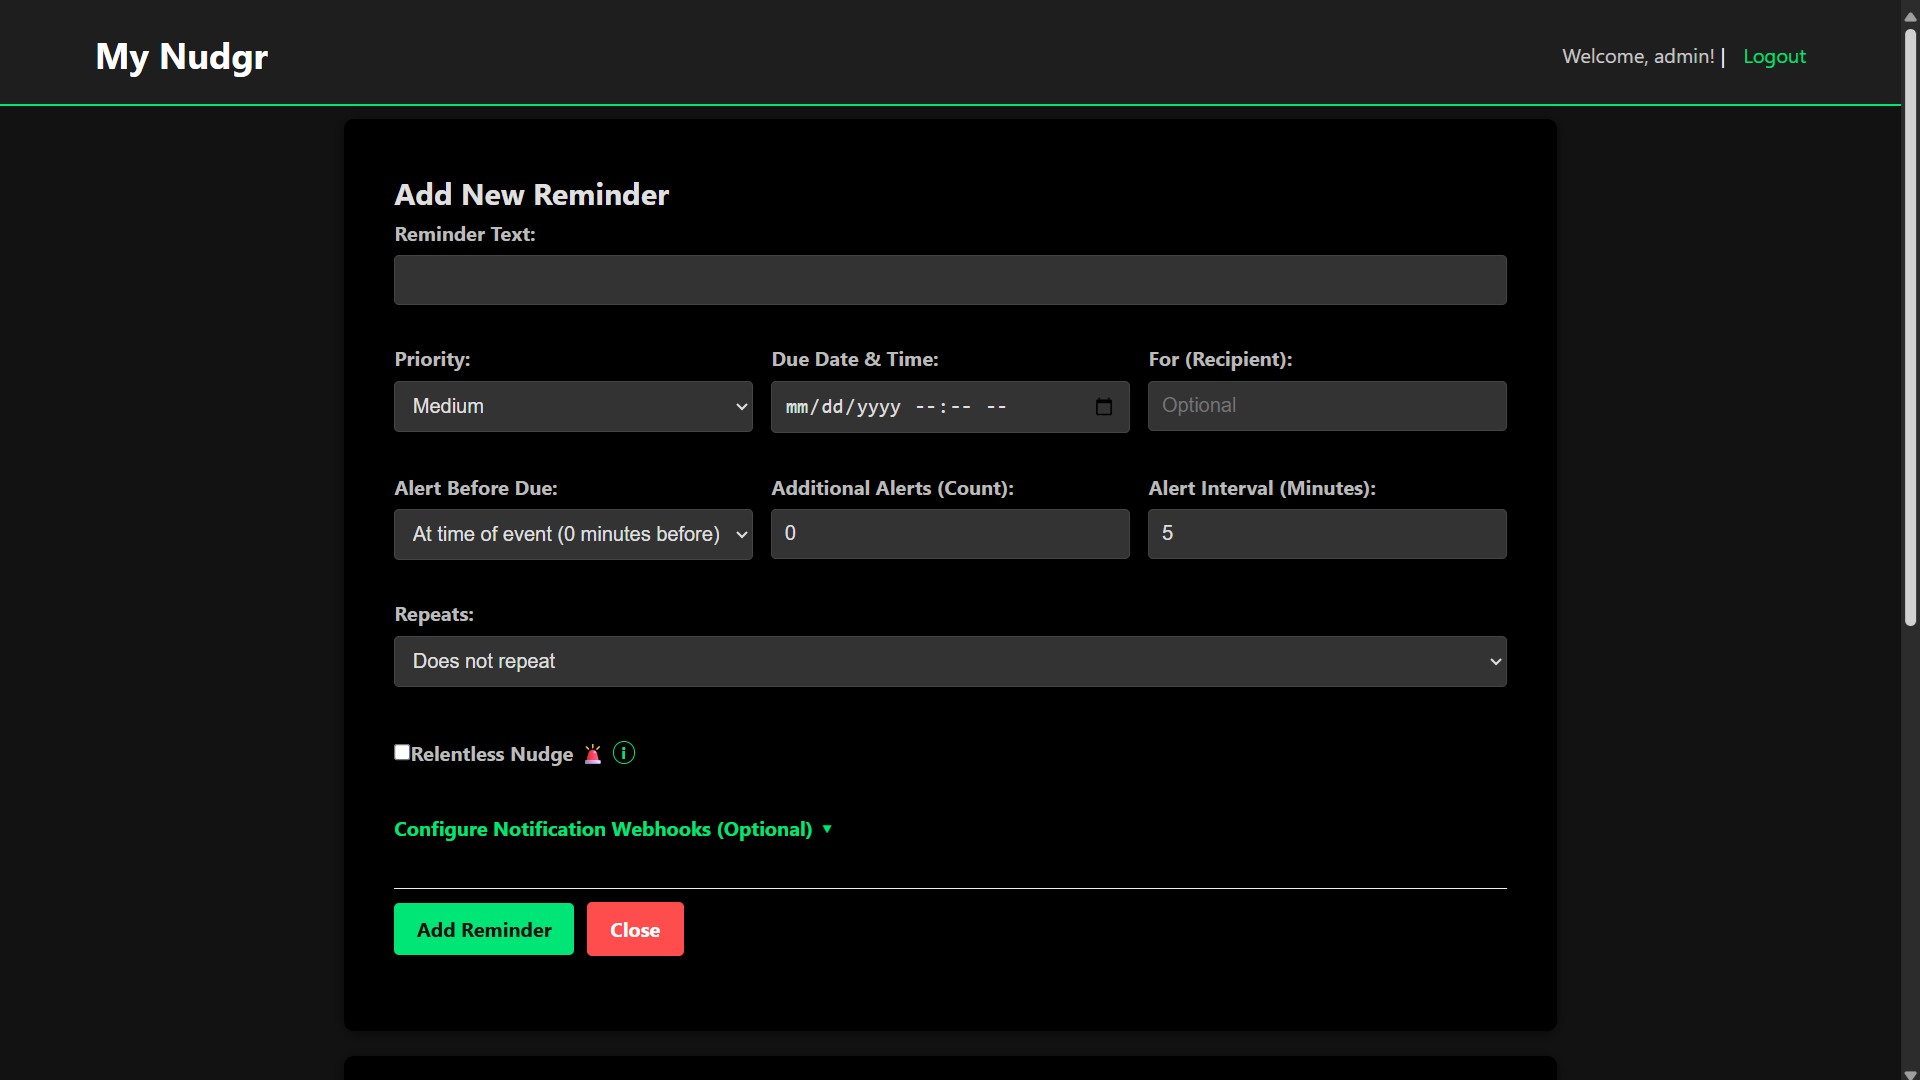 My Nudgr
Welcome, admin! | Logout
Add New Reminder
Reminder Text:
Priority: Due Date & Time: For (Recipient):
Medium mm/dd/yyyy --:-- -- Optional
Alert Before Due: Additional Alerts (Count): Alert Interval (Minutes):
At time of event (0 minutes before) 0 5
Repeats:
Does not repeat
Relentless Nudge 🚨 i
Configure Notification Webhooks (Optional) ▼
Add Reminder Close